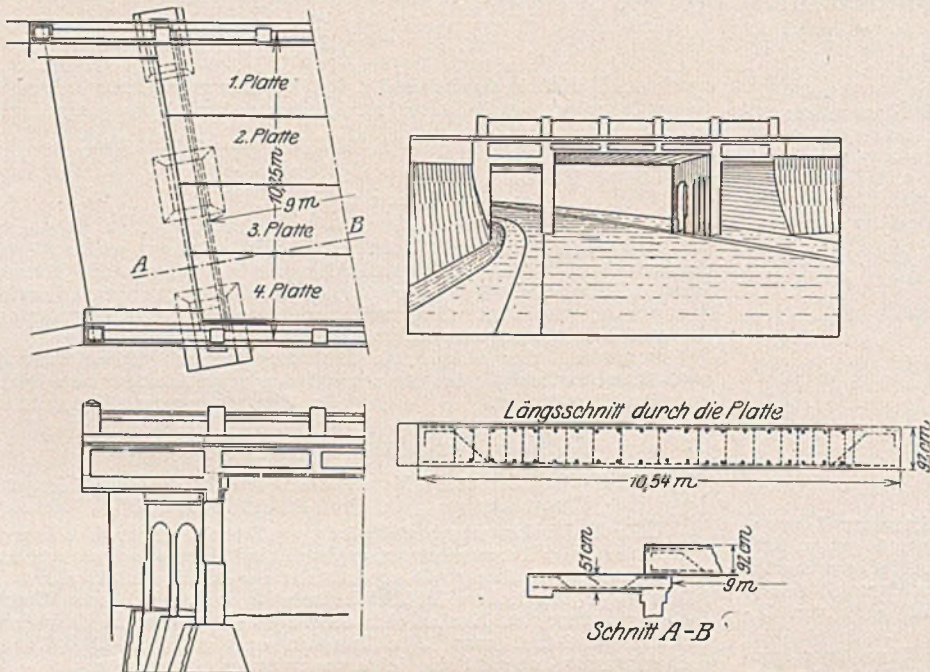 1. Platte
2. Platte
10,25m
9 m
3. Platte
A
B
4. Platte
Längsschnitt durch die Platte
92 cm
10,54 m
51 cm
92 cm
9 m
Schnitt A-B